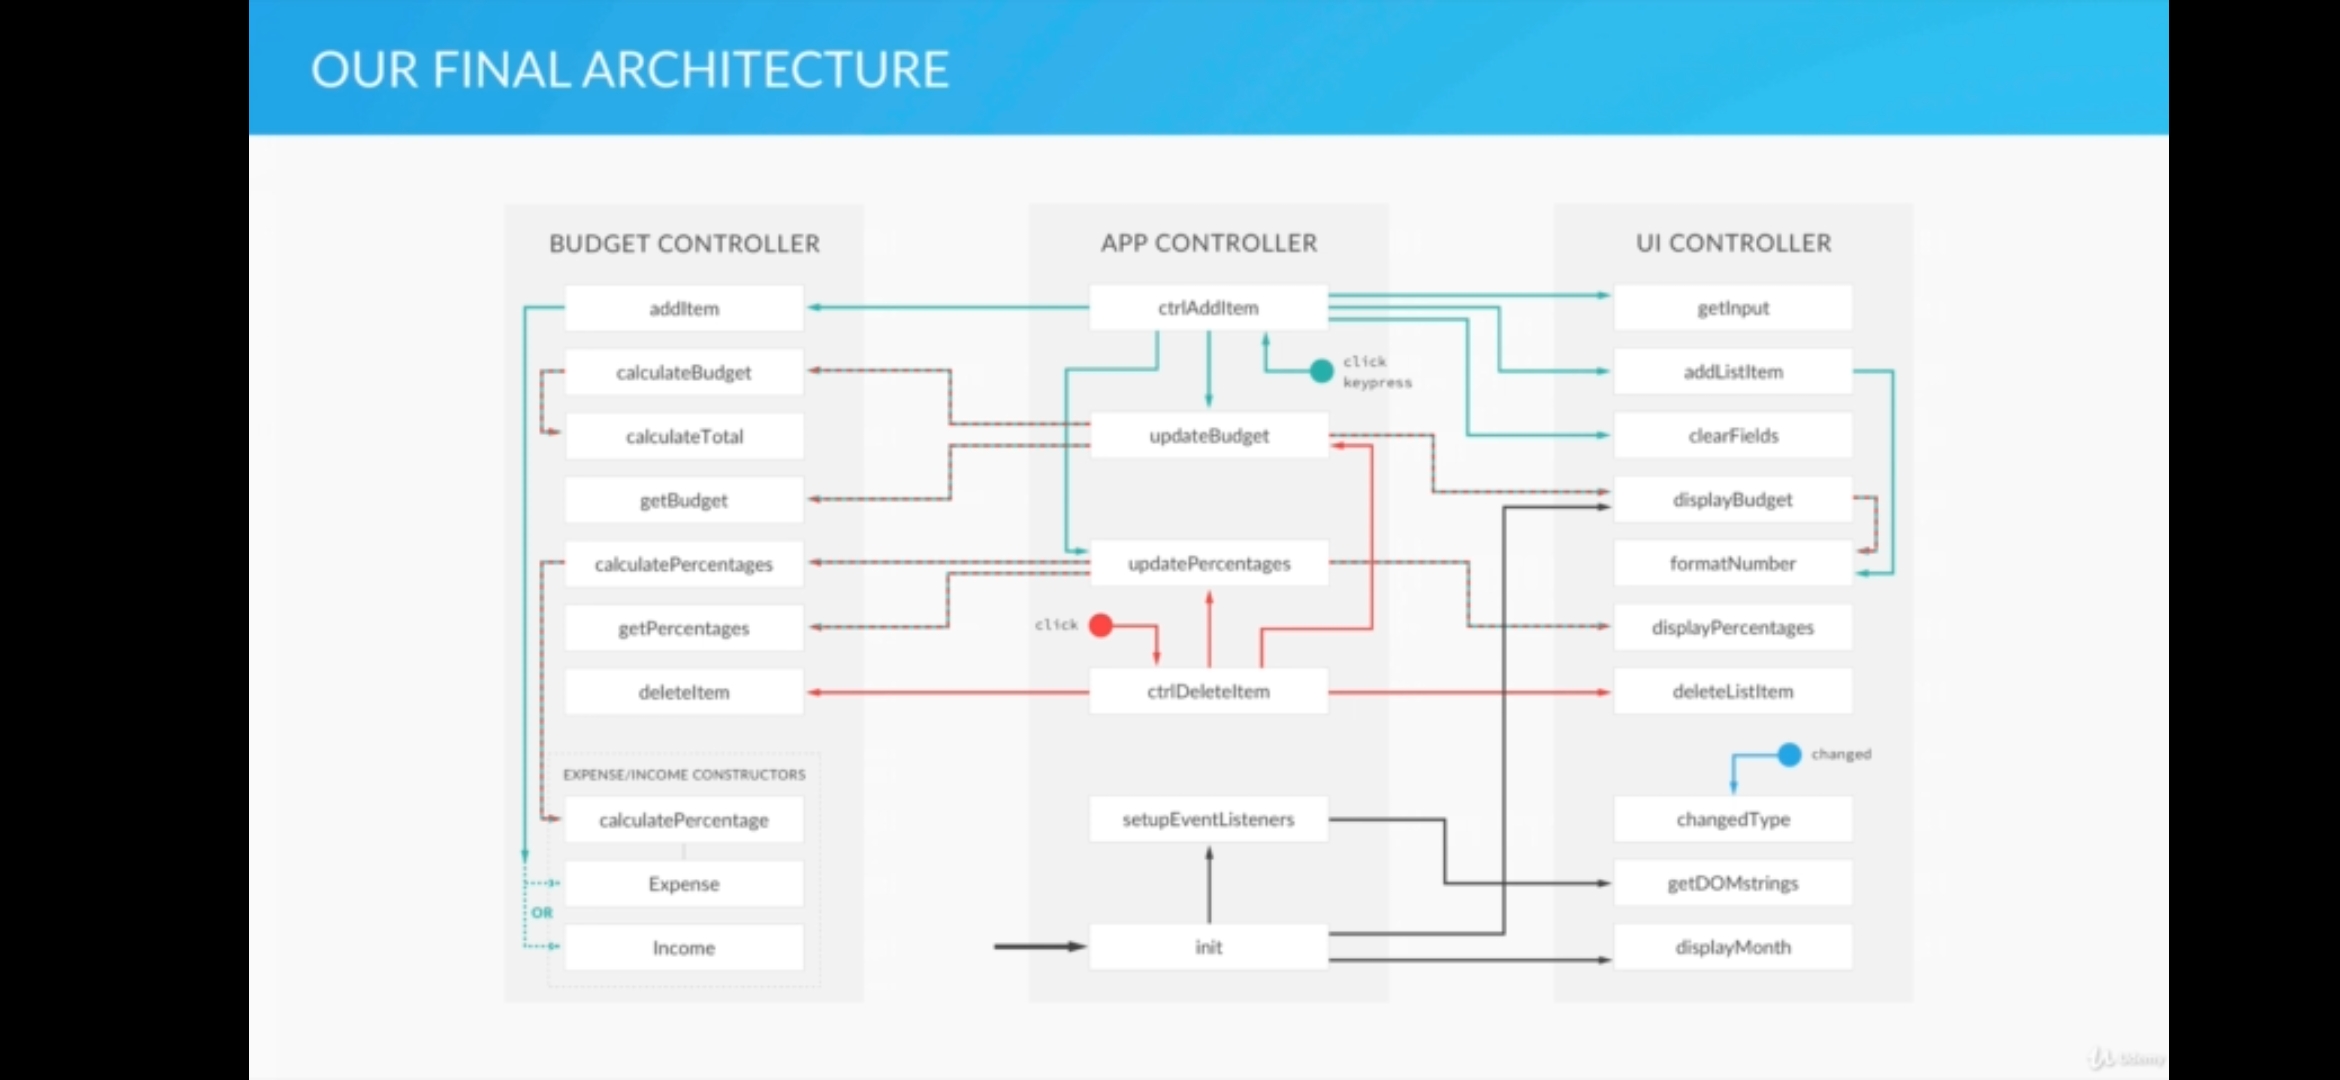 OUR FINAL ARCHITECTURE
BUDGET CONTROLLER
addItem
calculateBudget
calculateTotal
getBudget
calculatePercentages
getPercentages
deleteItem
EXPENSE/INCOME CONSTRUCTORS
calculatePercentage
Expense
OR
Income
APP CONTROLLER
ctrlAddItem
click
keypress
updateBudget
updatePercentages
click
ctrlDeleteItem
setupEventListeners
init
UI CONTROLLER
getInput
addListItem
clearFields
displayBudget
formatNumber
displayPercentages
deleteListItem
changed
changedType
getDOMstrings
displayMonth
Udemy